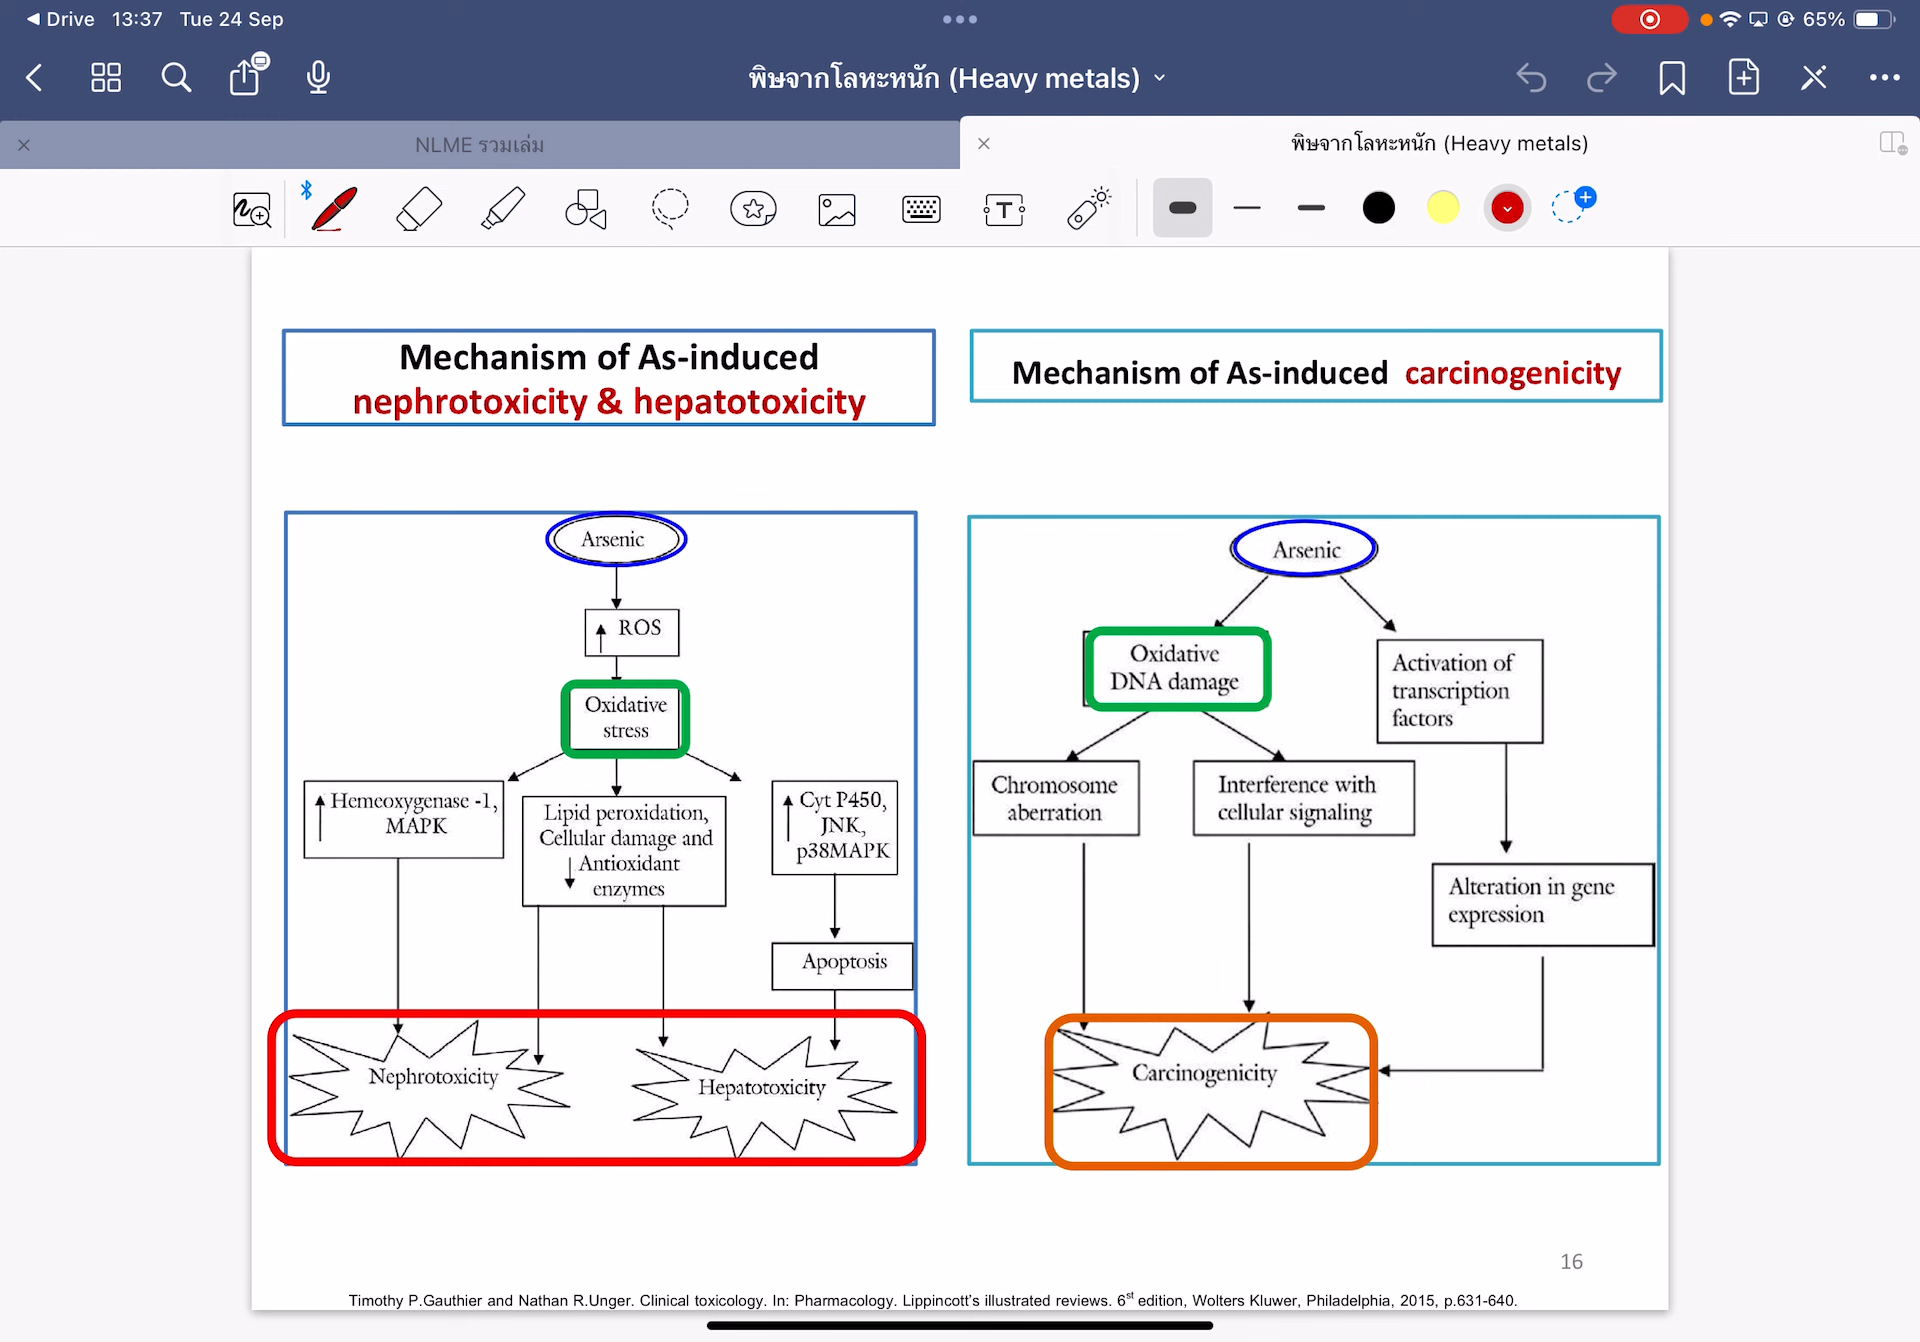 Drive 13:37 Tue 24 Sep
65%
พิษจากโลหะหนัก (Heavy metals)
NLME รวมเล่ม
พิษจากโลหะหนัก (Heavy metals)
T
Mechanism of As-induced
nephrotoxicity & hepatotoxicity
Arsenic
ROS
Oxidative
stress
Hemeoxygenase -1,
MAPK
Lipid peroxidation,
Cellular damage and
Antioxidant
enzymes
Cyt P450,
JNK,
p38MAPK
Apoptosis
Nephrotoxicity
Hepatotoxicity
Mechanism of As-induced carcinogenicity
Arsenic
Oxidative
DNA damage
Activation of
transcription
factors
Chromosome
aberration
Interference with
cellular signaling
Alteration in gene
expression
Carcinogenicity
16
Timothy P.Gauthier and Nathan R.Unger. Clinical toxicology. In: Pharmacology. Lippincott's illustrated reviews. 6st edition, Wolters Kluwer, Philadelphia, 2015, p.631-640.